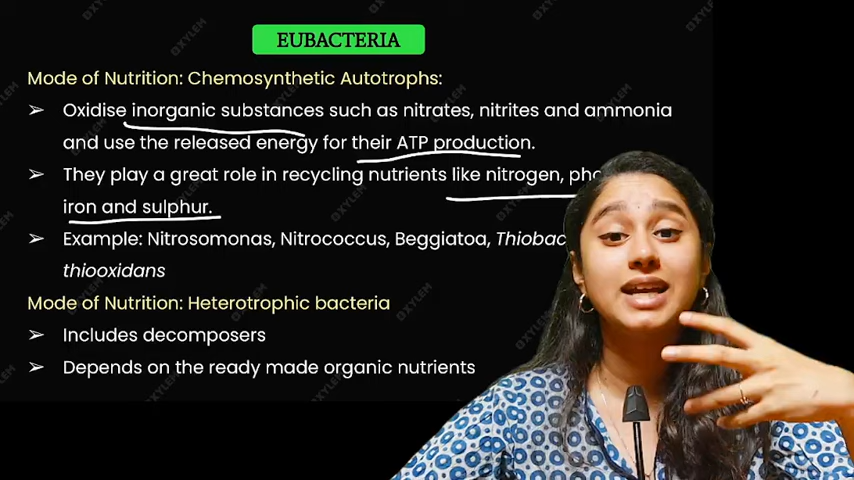 EUBACTERIA
Mode of Nutrition: Chemosynthetic Autotrophs:
➢ Oxidise inorganic substances such as nitrates, nitrites and ammonia
and use the released energy for their ATP production.
➢ They play a great role in recycling nutrients like nitrogen,
iron and sulphur.
➢ Example: Nitrosomonas, Nitrococcus, Beggiatoa,
thiooxidans
Mode of Nutrition: Heterotrophic bacteria
➢ Includes decomposers
➢ Depends on the ready made organic nutrients
OXYLEM